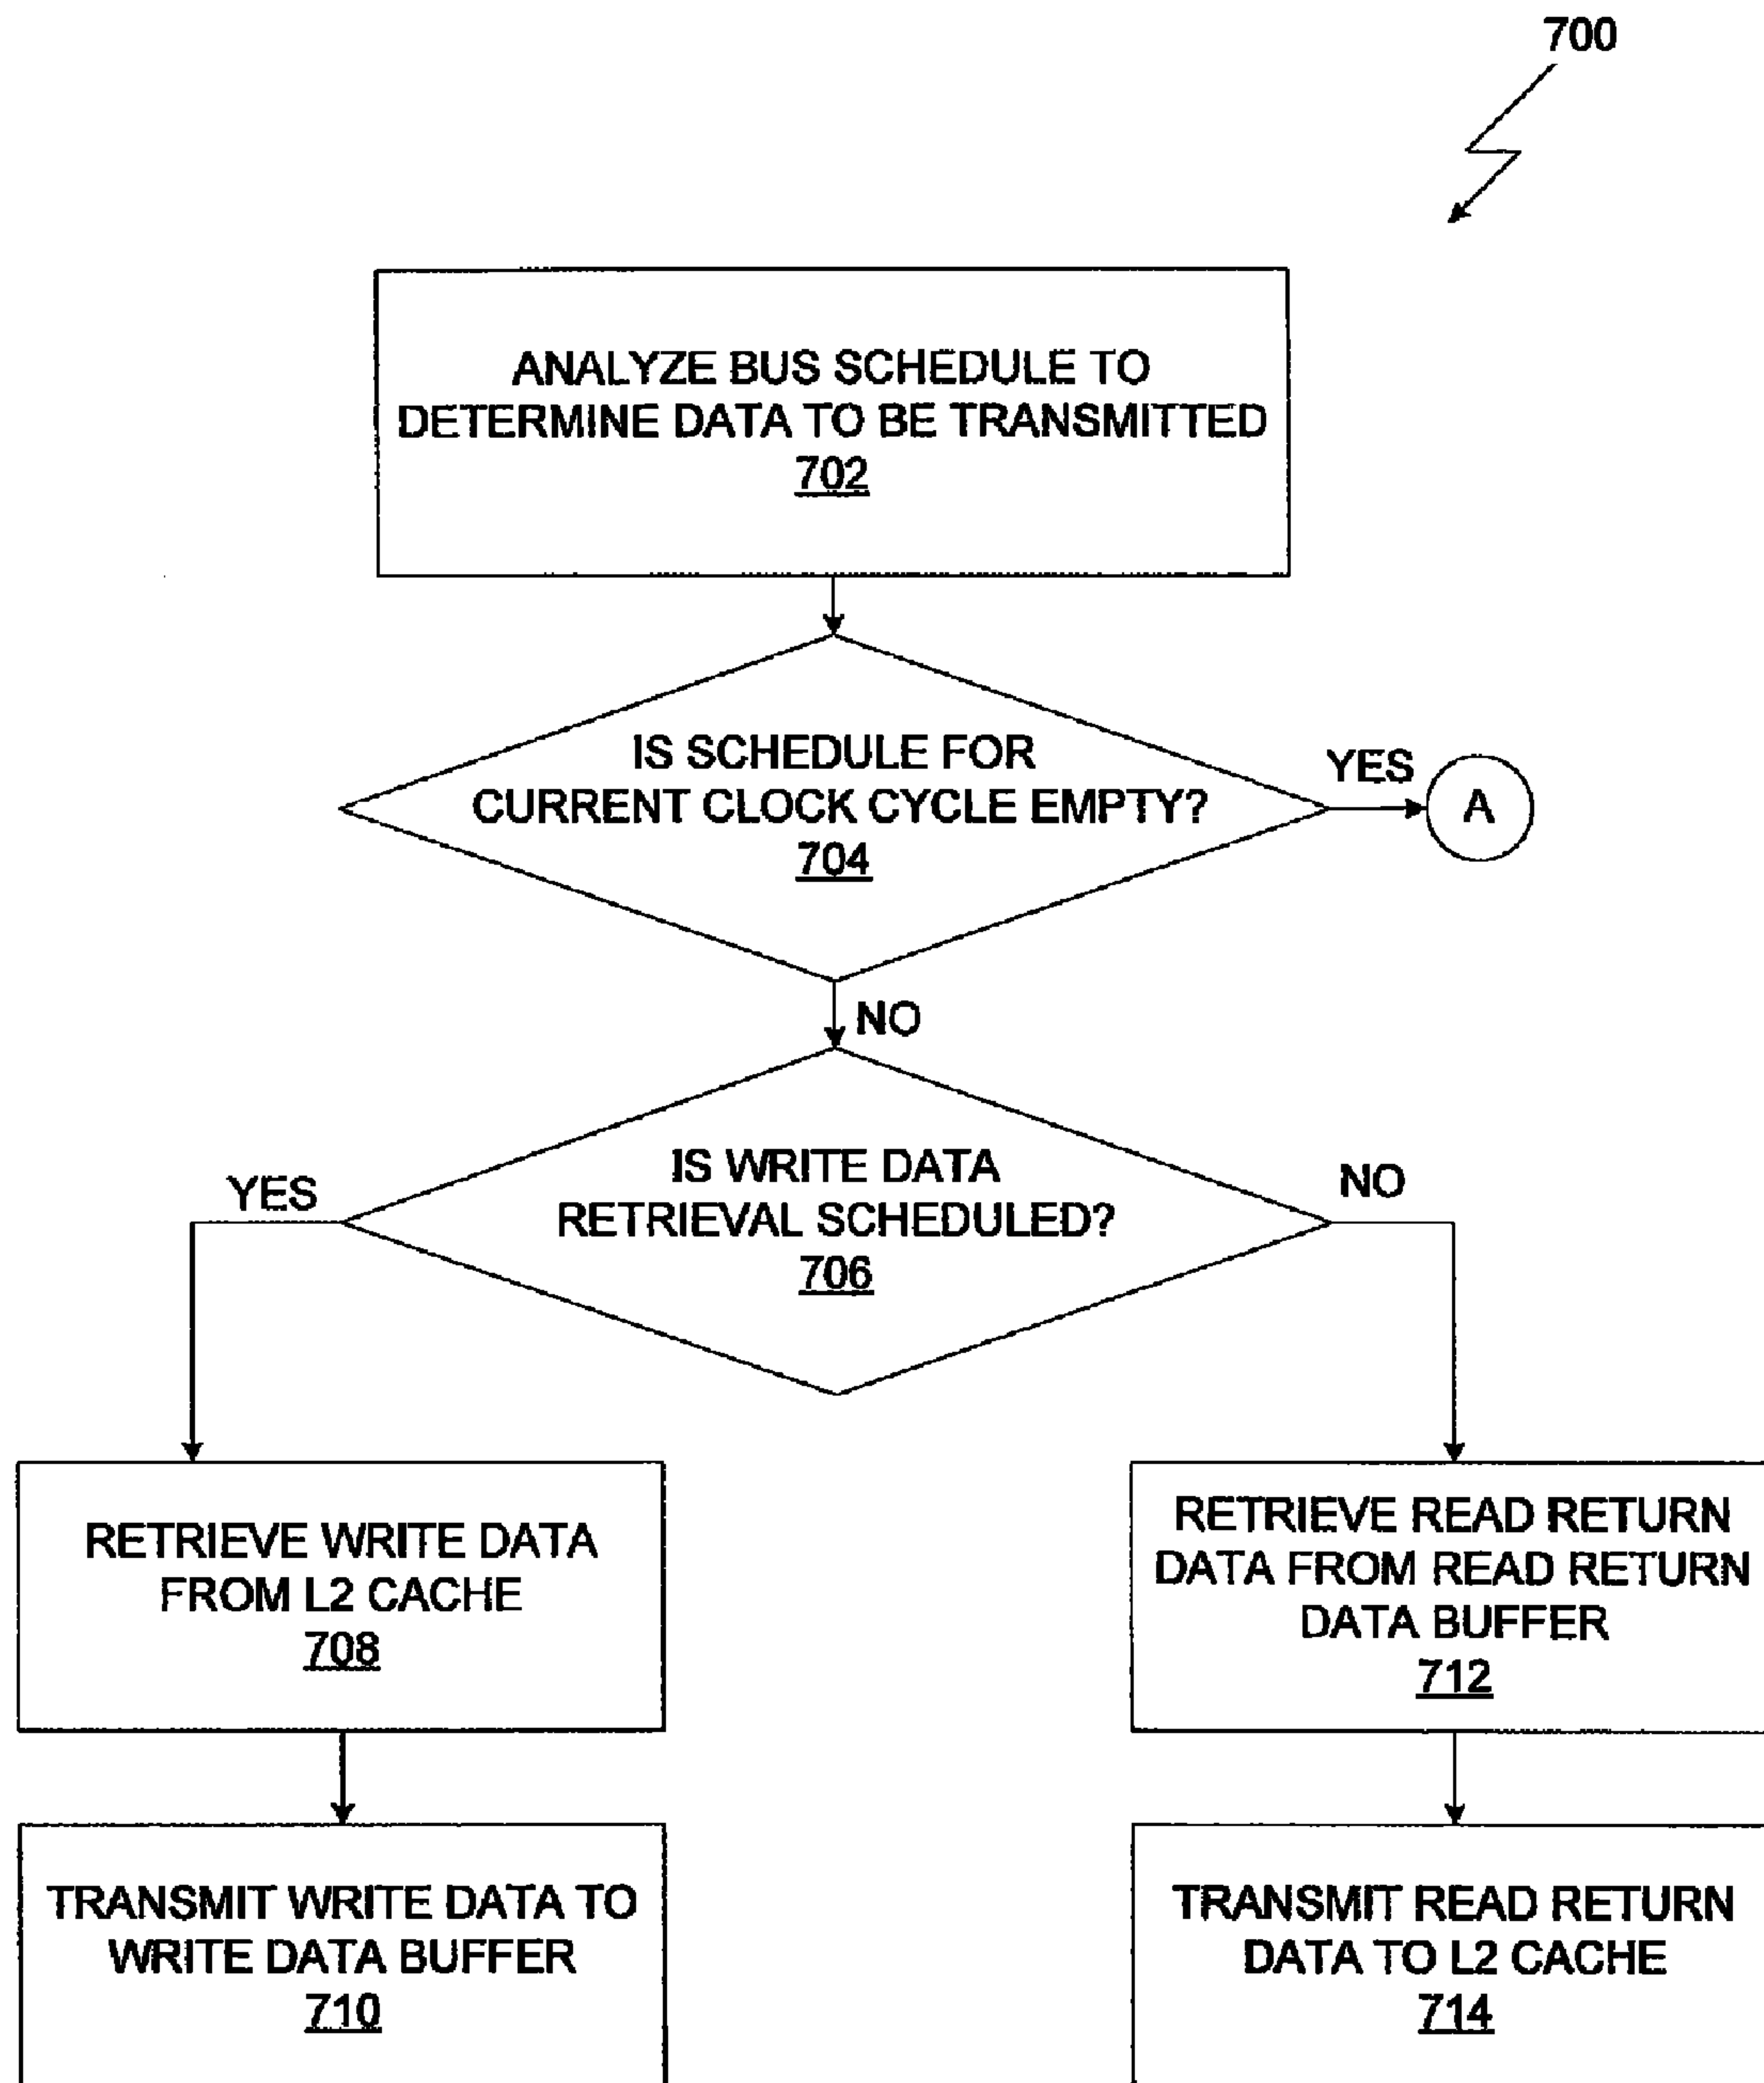 700
ANALYZE BUS SCHEDULE TO
DETERMINE DATA TO BE TRANSMITTED
702
IS SCHEDULE FOR
CURRENT CLOCK CYCLE EMPTY?
704
YES
A
NO
IS WRITE DATA
RETRIEVAL SCHEDULED?
706
YES
NO
RETRIEVE WRITE DATA
FROM L2 CACHE
708
RETRIEVE READ RETURN
DATA FROM READ RETURN
DATA BUFFER
712
TRANSMIT WRITE DATA TO
WRITE DATA BUFFER
710
TRANSMIT READ RETURN
DATA TO L2 CACHE
714